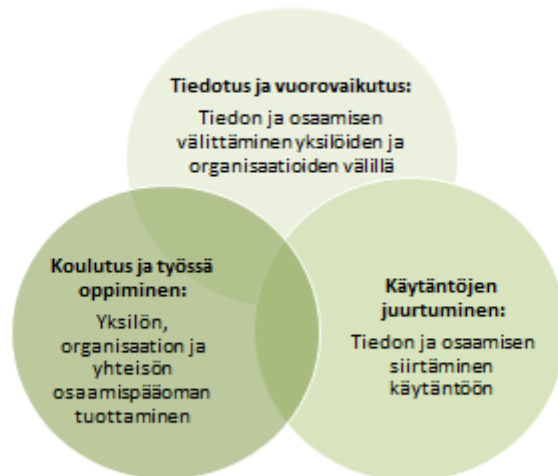 Tiedotus ja vuorovaikutus:
Tiedon ja osaamisen
välittäminen yksilöiden ja
organisaatioiden välillä
Koulutus ja työssä
oppiminen:
Yksilön,
organisaation ja
yhteisön
osaamispääoman
tuottaminen
Käytäntöjen
juurtuminen:
Tiedon ja osaamisen
siirtäminen
käytäntöön